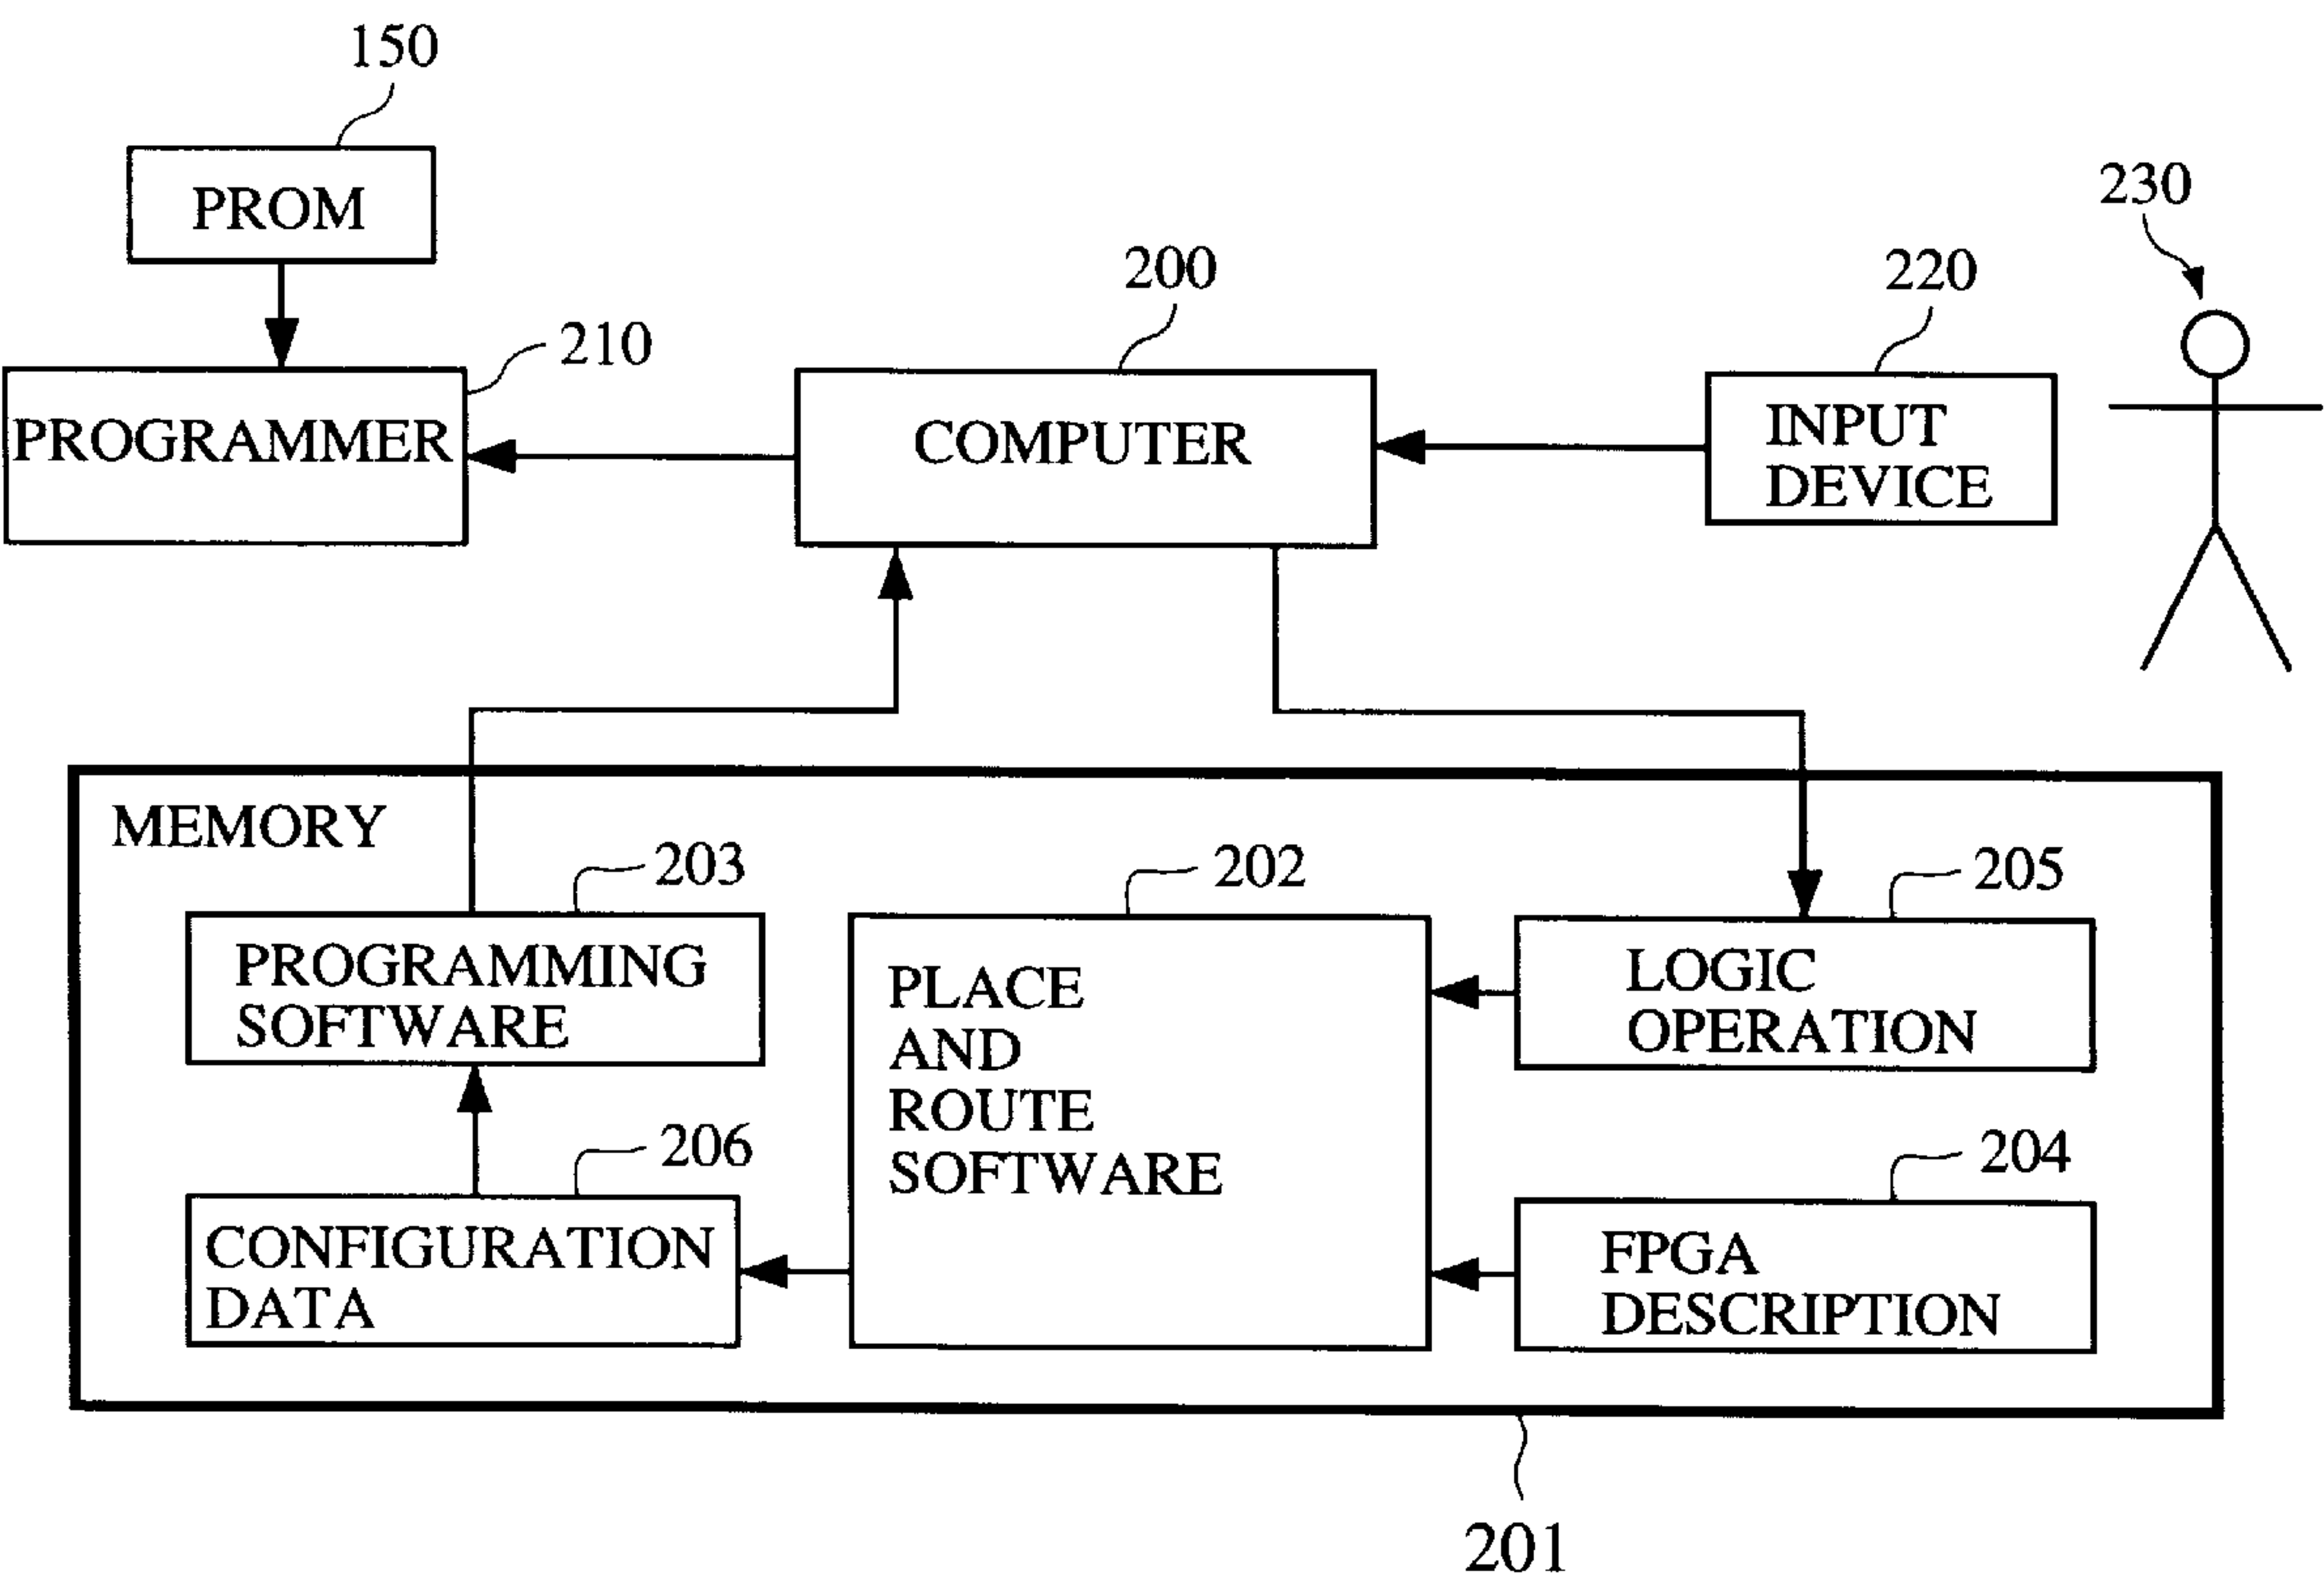 150
PROM
230
200
220
210
PROGRAMMER
COMPUTER
INPUT
DEVICE
MEMORY
203
202
205
PROGRAMMING
SOFTWARE
PLACE
AND
ROUTE
SOFTWARE
LOGIC
OPERATION
206
204
CONFIGURATION
DATA
FPGA
DESCRIPTION
201